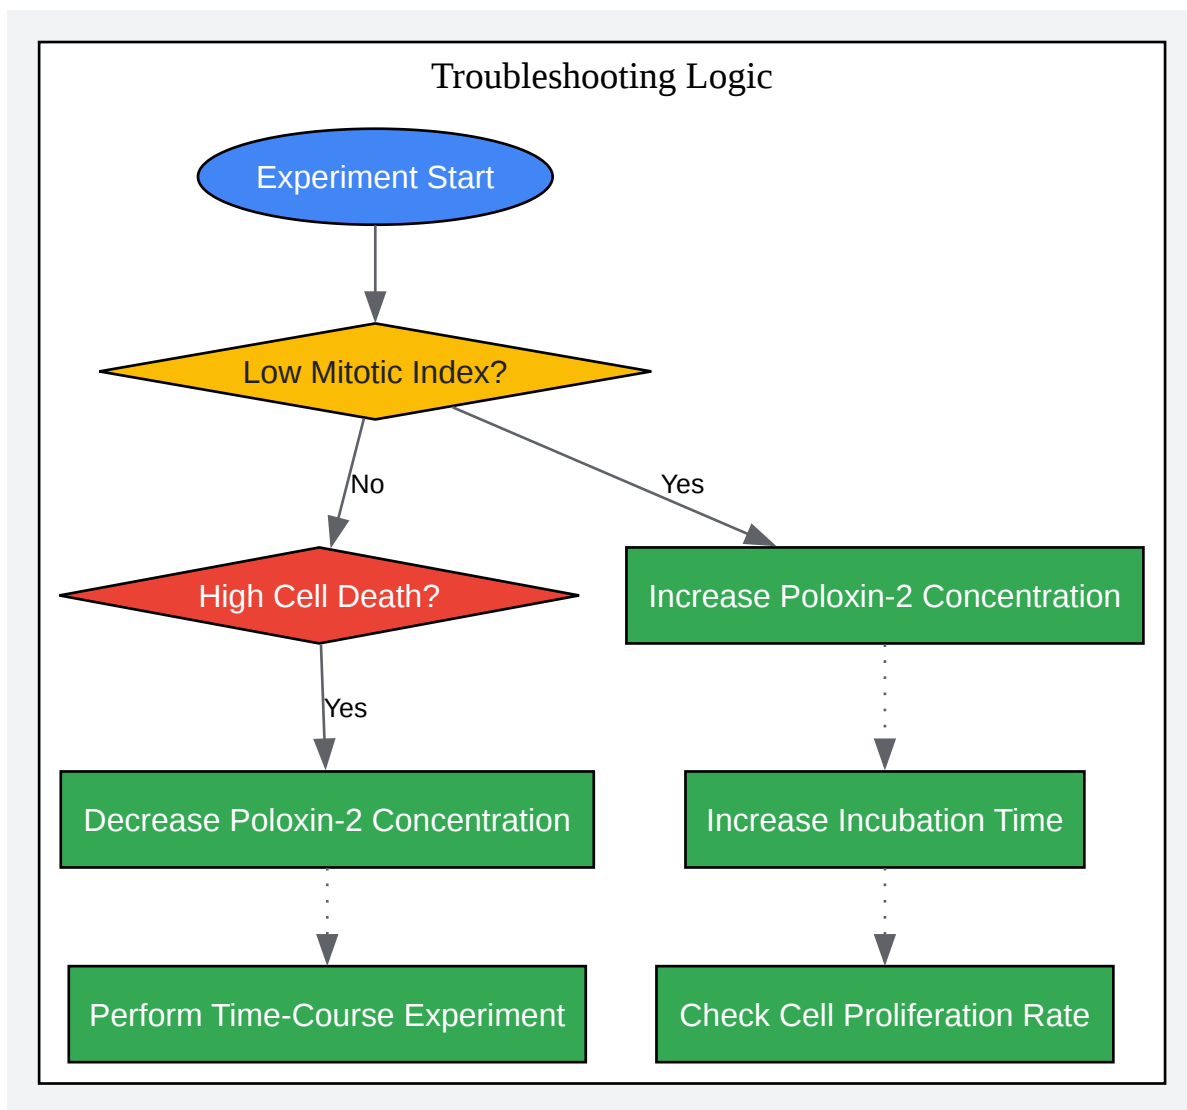 Troubleshooting Logic
Experiment Start
Low Mitotic Index?
No
Yes
High Cell Death?
Increase Poloxin-2 Concentration
Yes
Decrease Poloxin-2 Concentration
Increase Incubation Time
Perform Time-Course Experiment
Check Cell Proliferation Rate